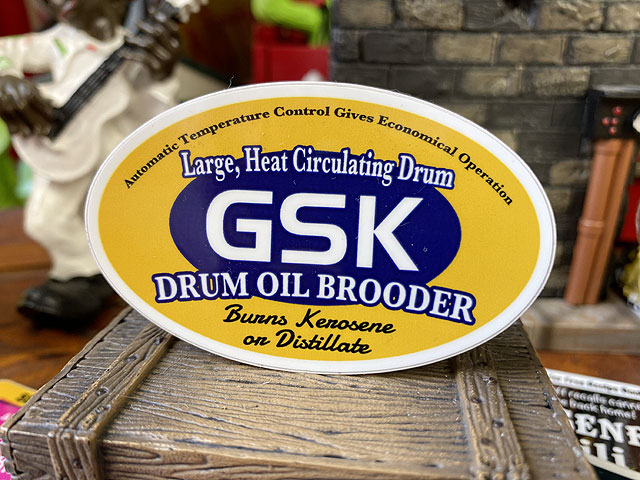 Automatic Temperature Control Gives Economical Operation
Large, Heat Circulating Drum
GSK
DRUM OIL BROODER
Burns Kerosene
or Distillate